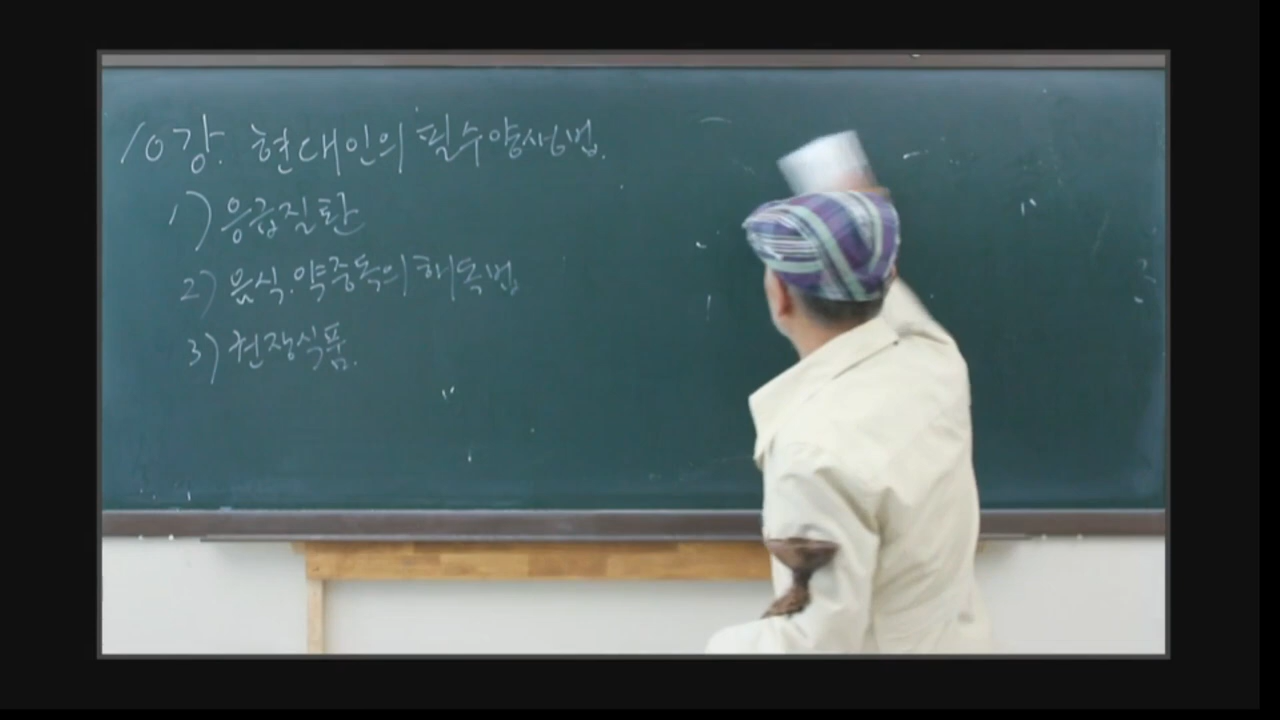 10강. 현대인의 필수양생법.
1) 응급질환
2) 음식.약중독의 해독법
3) 권장식품.